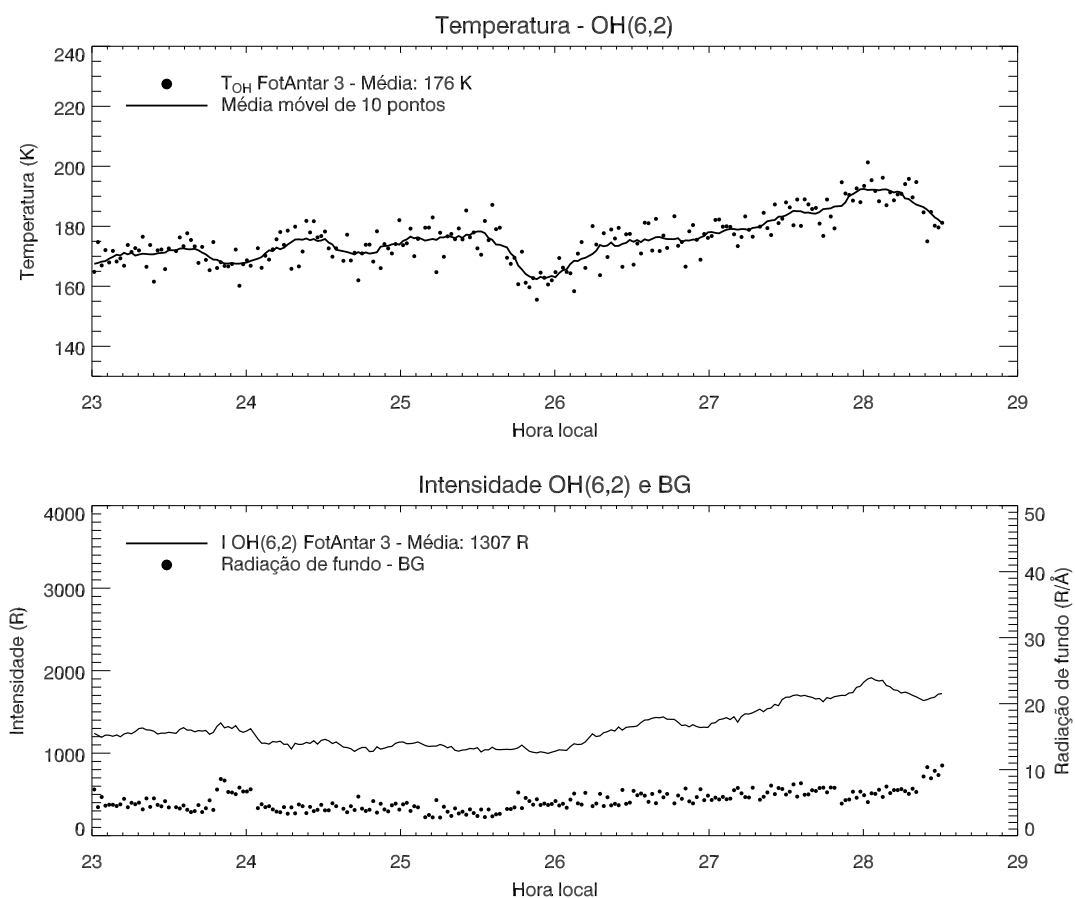 Temperatura - OH(6,2)
240
220
200
180
160
140
Temperatura (K)
T_OH FotAntar 3 - Média: 176 K
Média móvel de 10 pontos
23 24 25 26 27 28 29
Hora local
Intensidade OH(6,2) e BG
4000
3000
2000
1000
0
Intensidade (R)
I OH(6,2) FotAntar 3 - Média: 1307 R
Radiação de fundo - BG
50
40
30
20
10
0
Radiação de fundo (R/Å)
23 24 25 26 27 28 29
Hora local